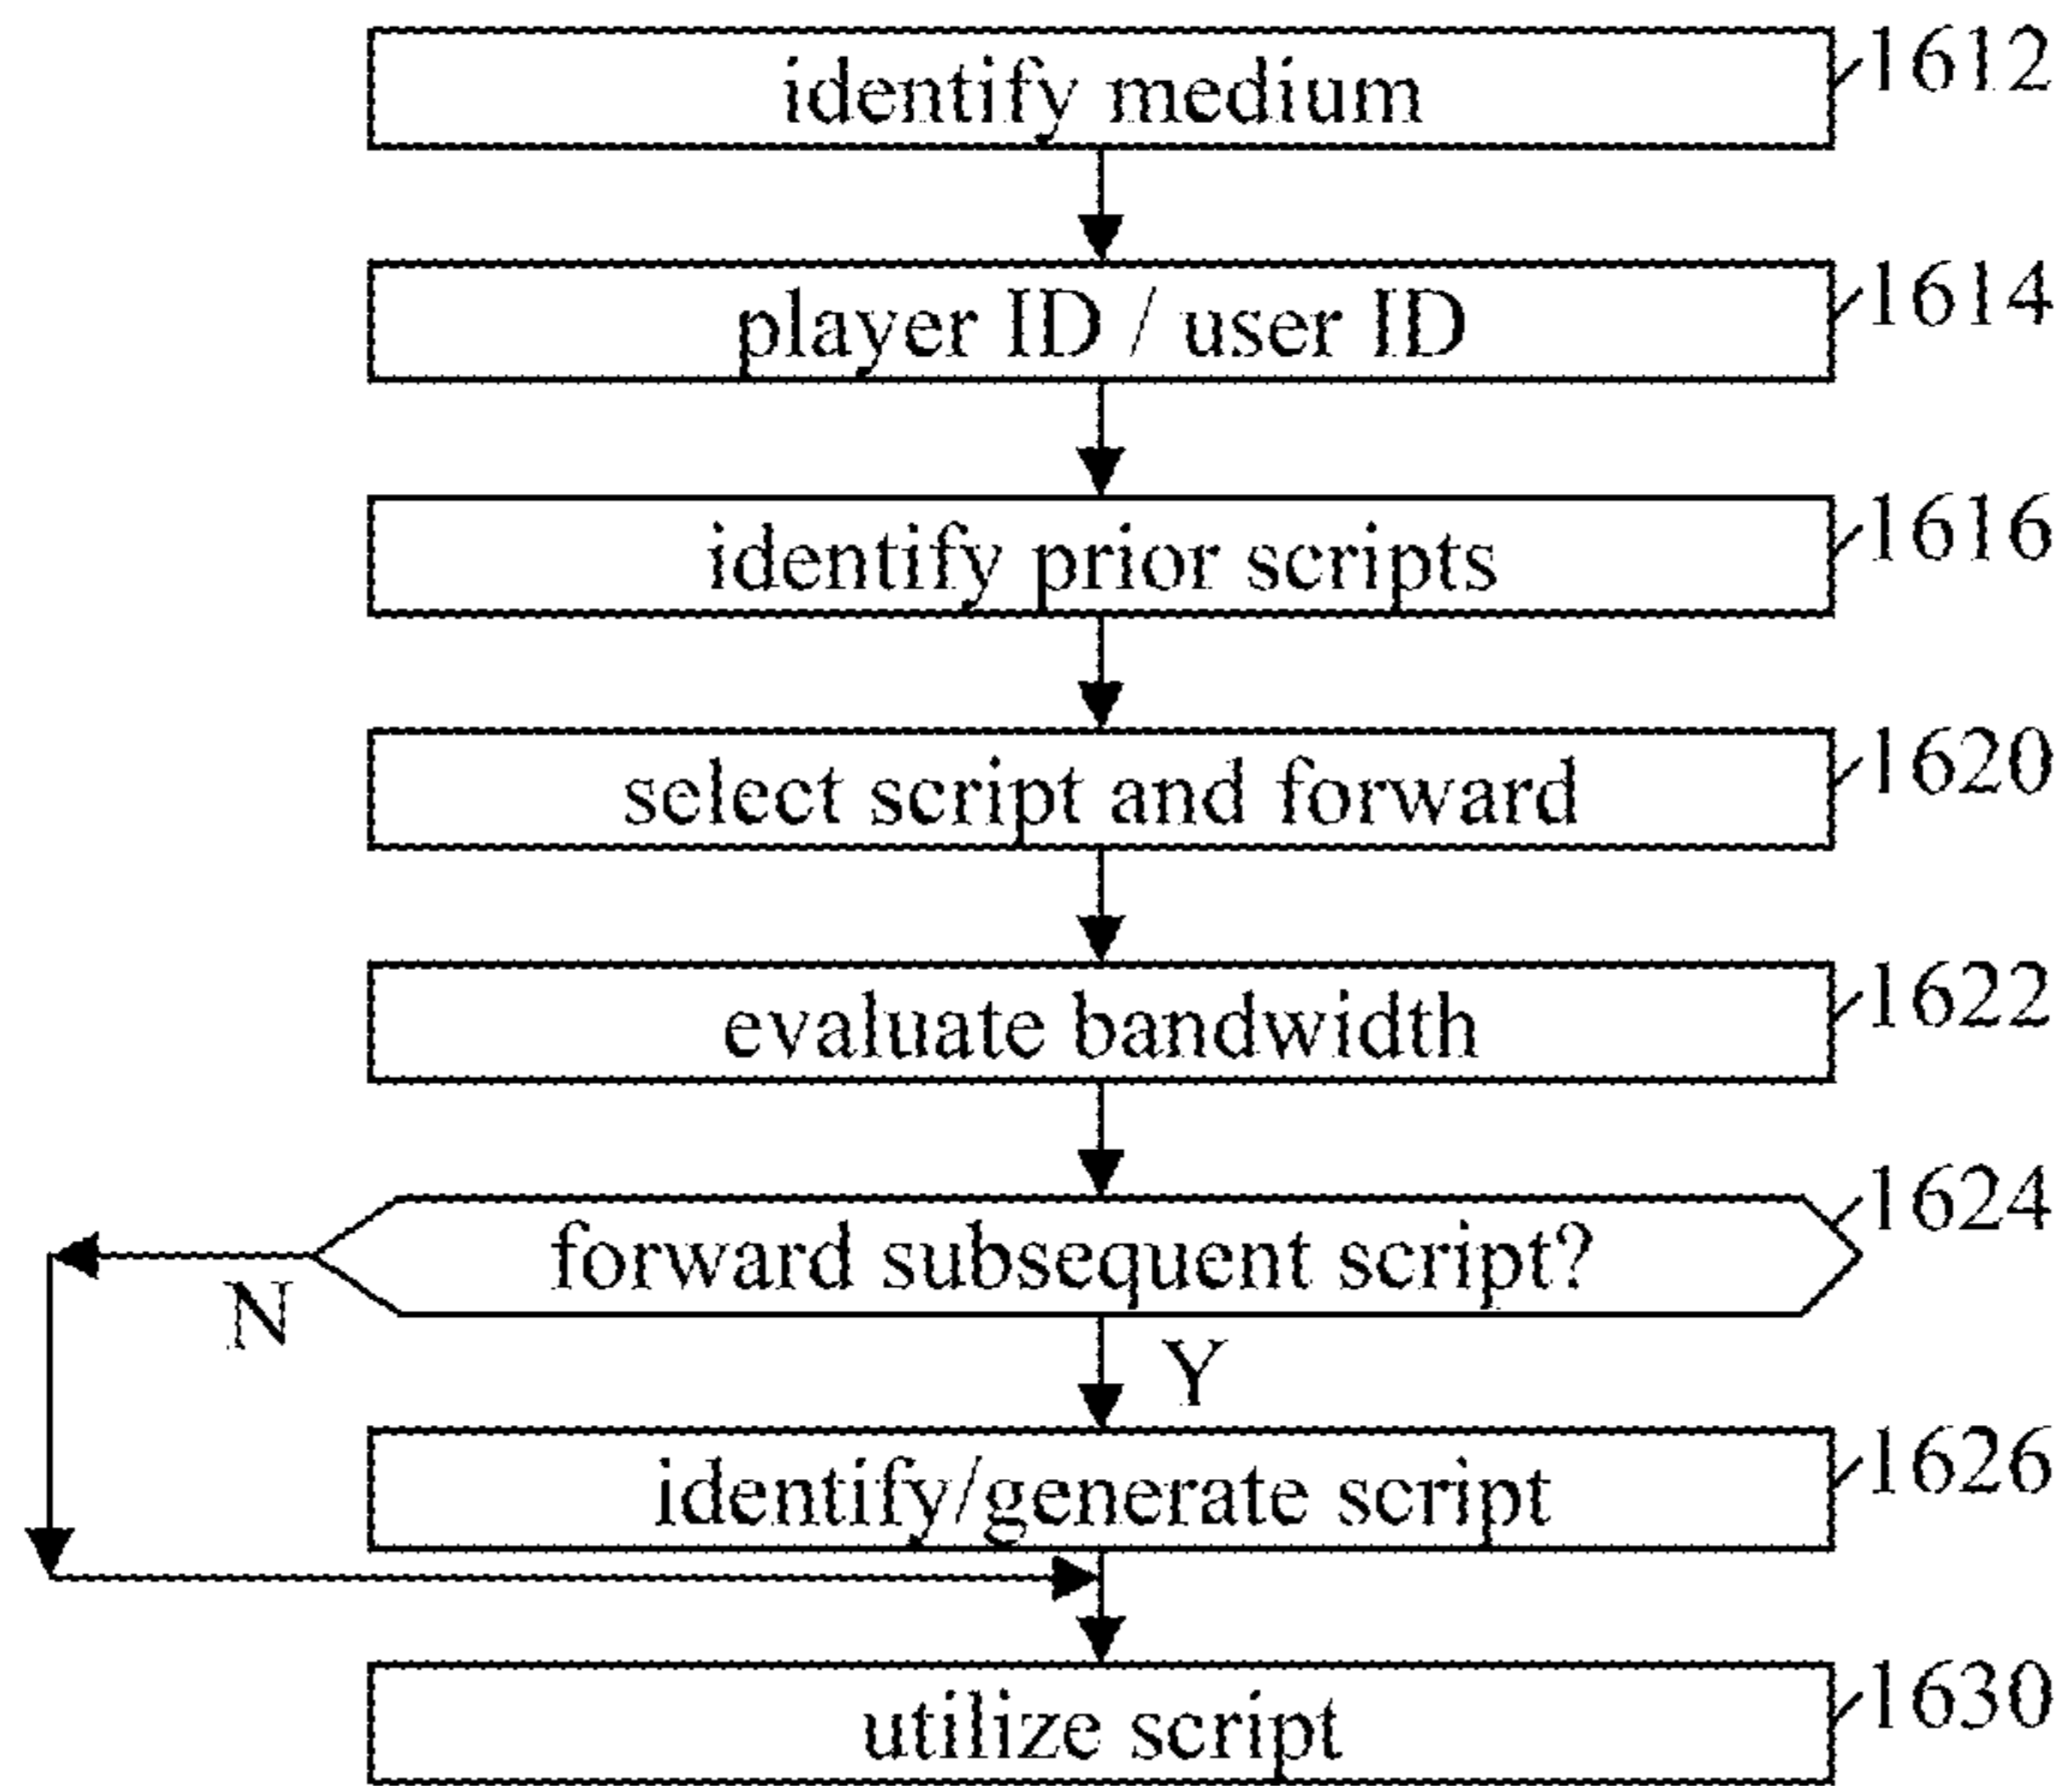 identify medium 1612
player ID / user ID 1614
identify prior scripts 1616
select script and forward 1620
evaluate bandwidth 1622
forward subsequent script? 1624
N
Y
identify/generate script 1626
utilize script 1630